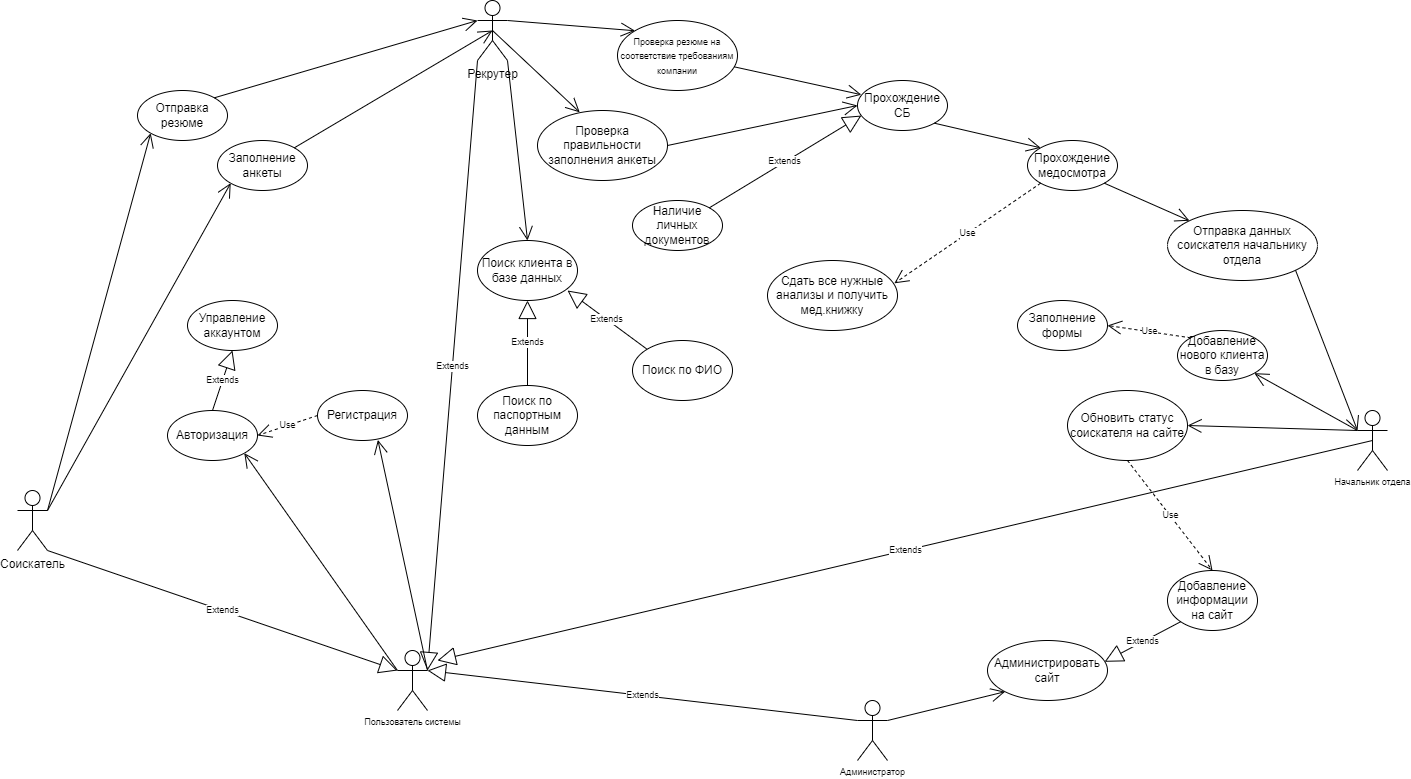 Рекрутер
Проверка резюме на
соответствие требованиям
компании
Прохождение
СБ
Отправка
резюме
Проверка
правильности
заполнения анкеты
Заполнение
анкеты
Extends
Прохождение
медосмотра
Наличие
личных
документов
Use
Отправка данных
соискателя начальнику
отдела
Поиск клиента в
базе данных
Сдать все нужные
анализы и получить
мед.книжку
Управление
аккаунтом
Extends
Extends
Заполнение
формы
Use
Добавление
нового клиента
в базу
Extends
Extends
Поиск по ФИО
Поиск по
паспортным
данным
Авторизация
Use
Регистрация
Обновить статус
соискателя на сайте
Начальник отдела
Use
Соискатель
Extends
Extends
Добавление
информации
на сайт
Extends
Администрировать
сайт
Extends
Пользователь системы
Администратор